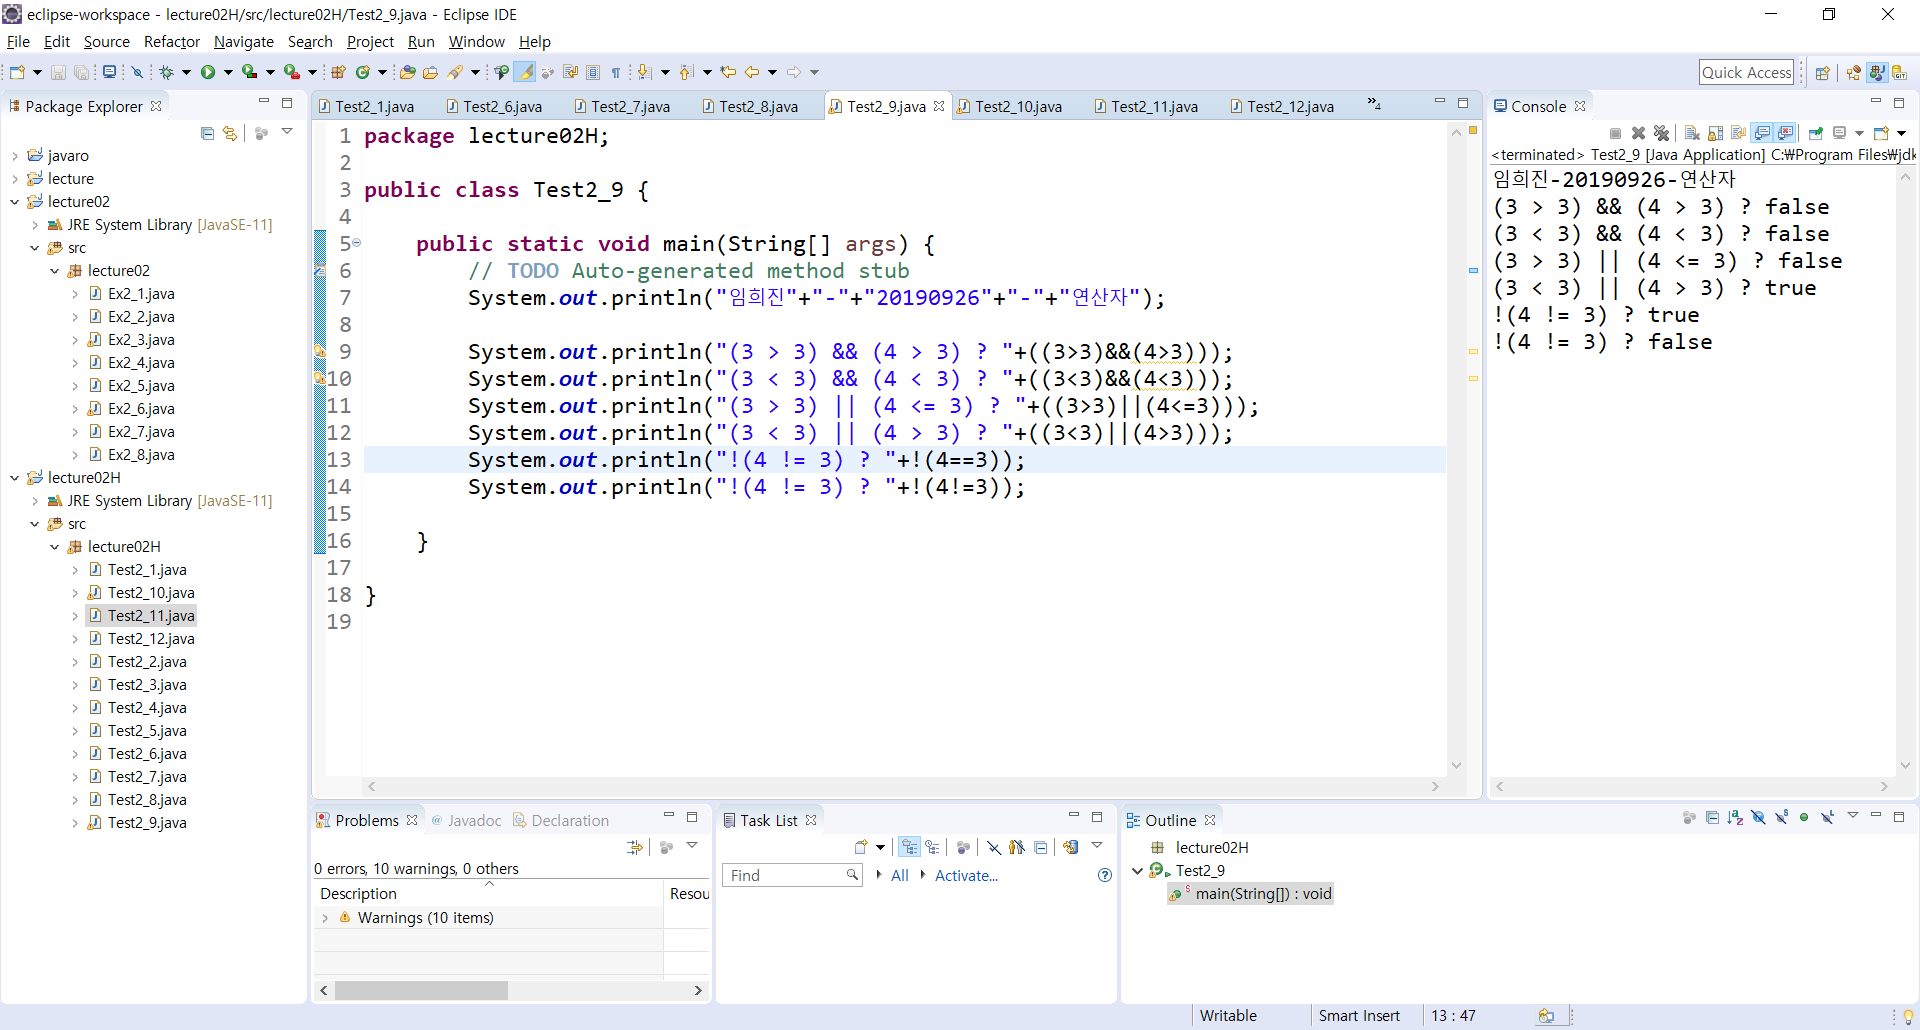 eclipse-workspace - lecture02H/src/lecture02H/Test2_9.java - Eclipse IDE
File Edit Source Refactor Navigate Search Project Run Window Help
Quick Access
Package Explorer
javaro
lecture
lecture02
JRE System Library [JavaSE-11]
src
lecture02
Ex2_1.java
Ex2_2.java
Ex2_3.java
Ex2_4.java
Ex2_5.java
Ex2_6.java
Ex2_7.java
Ex2_8.java
lecture02H
JRE System Library [JavaSE-11]
src
lecture02H
Test2_1.java
Test2_10.java
Test2_11.java
Test2_12.java
Test2_2.java
Test2_3.java
Test2_4.java
Test2_5.java
Test2_6.java
Test2_7.java
Test2_8.java
Test2_9.java
Test2_1.java Test2_6.java Test2_7.java Test2_8.java Test2_9.java Test2_10.java Test2_11.java Test2_12.java »4
1 package lecture02H;
2
3 public class Test2_9 {
4
5 public static void main(String[] args) {
6 // TODO Auto-generated method stub
7 System.out.println("임희진"+"-"+"20190926"+"-"+"연산자");
8
9 System.out.println("(3 > 3) && (4 > 3) ? "+((3>3)&&(4>3)));
10 System.out.println("(3 < 3) && (4 < 3) ? "+((3<3)&&(4<3)));
11 System.out.println("(3 > 3) || (4 <= 3) ? "+((3>3)||(4<=3)));
12 System.out.println("(3 < 3) || (4 > 3) ? "+((3<3)||(4>3)));
13 System.out.println("!(4 != 3) ? "+!(4==3));
14 System.out.println("!(4 != 3) ? "+!(4!=3));
15
16 }
17
18 }
19
Console
<terminated> Test2_9 [Java Application] C:₩Program Files₩jdk
임희진-20190926-연산자
(3 > 3) && (4 > 3) ? false
(3 < 3) && (4 < 3) ? false
(3 > 3) || (4 <= 3) ? false
(3 < 3) || (4 > 3) ? true
!(4 != 3) ? true
!(4 != 3) ? false
Problems @ Javadoc Declaration
0 errors, 10 warnings, 0 others
Description Resou
Warnings (10 items)
Task List
Find All Activate...
Outline
lecture02H
Test2_9
main(String[]) : void
Writable Smart Insert 13 : 47